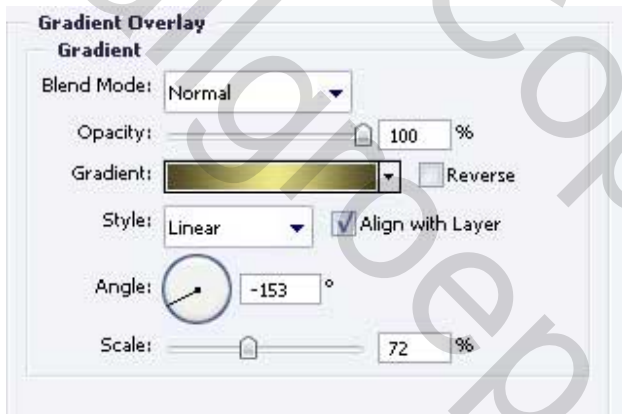 Gradient Overlay
Gradient
Blend Mode: Normal
Opacity: 100 %
Gradient: Reverse
Style: Linear Align with Layer
Angle: -153 °
Scale: 72 %